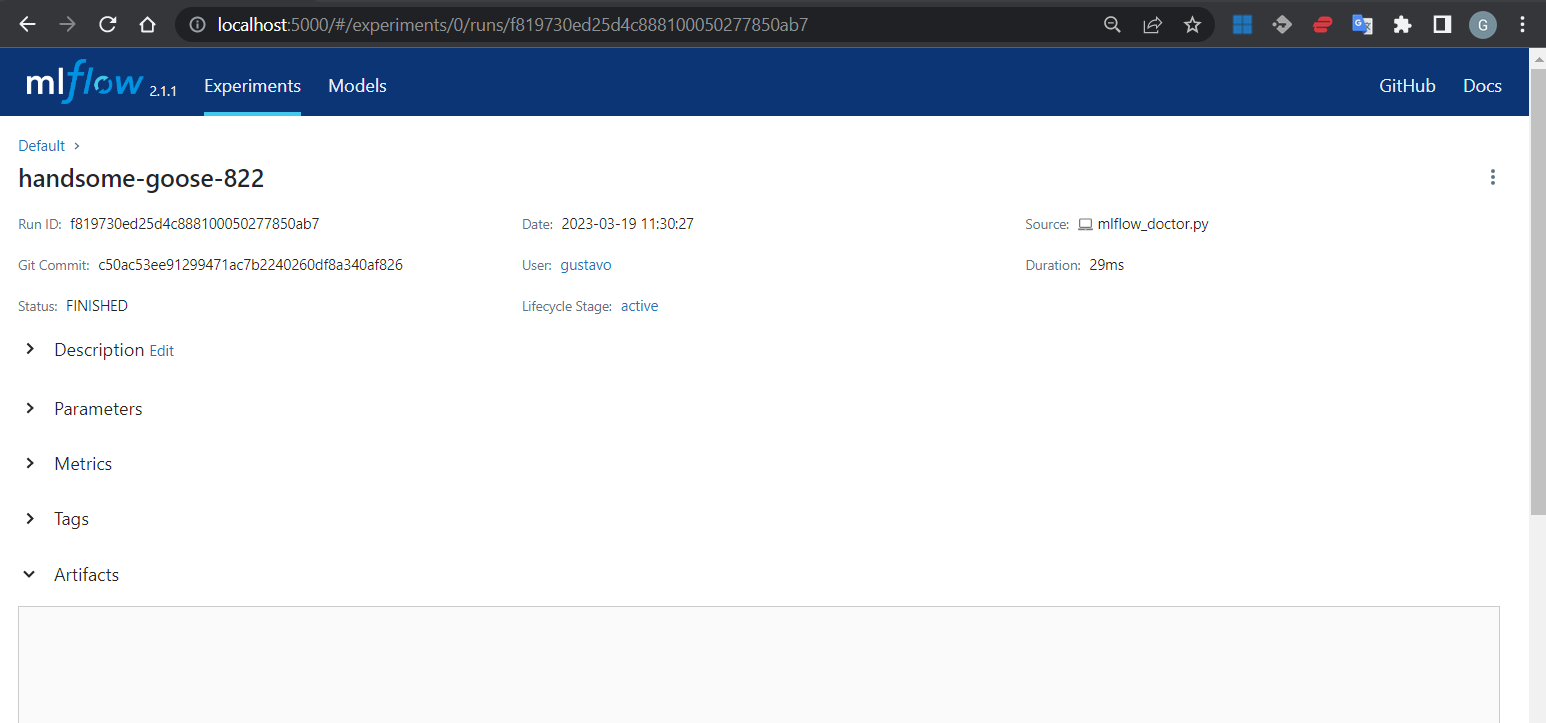 localhost:5000/#/experiments/0/runs/f819730ed25d4c888100050277850ab7
G
mlflow 2.1.1 Experiments Models GitHub Docs
Default >
handsome-goose-822
Run ID: f819730ed25d4c888100050277850ab7 Date: 2023-03-19 11:30:27 Source: mlflow_doctor.py
Git Commit: c50ac53ee91299471ac7b2240260df8a340af826 User: gustavo Duration: 29ms
Status: FINISHED Lifecycle Stage: active
Description Edit
Parameters
Metrics
Tags
Artifacts